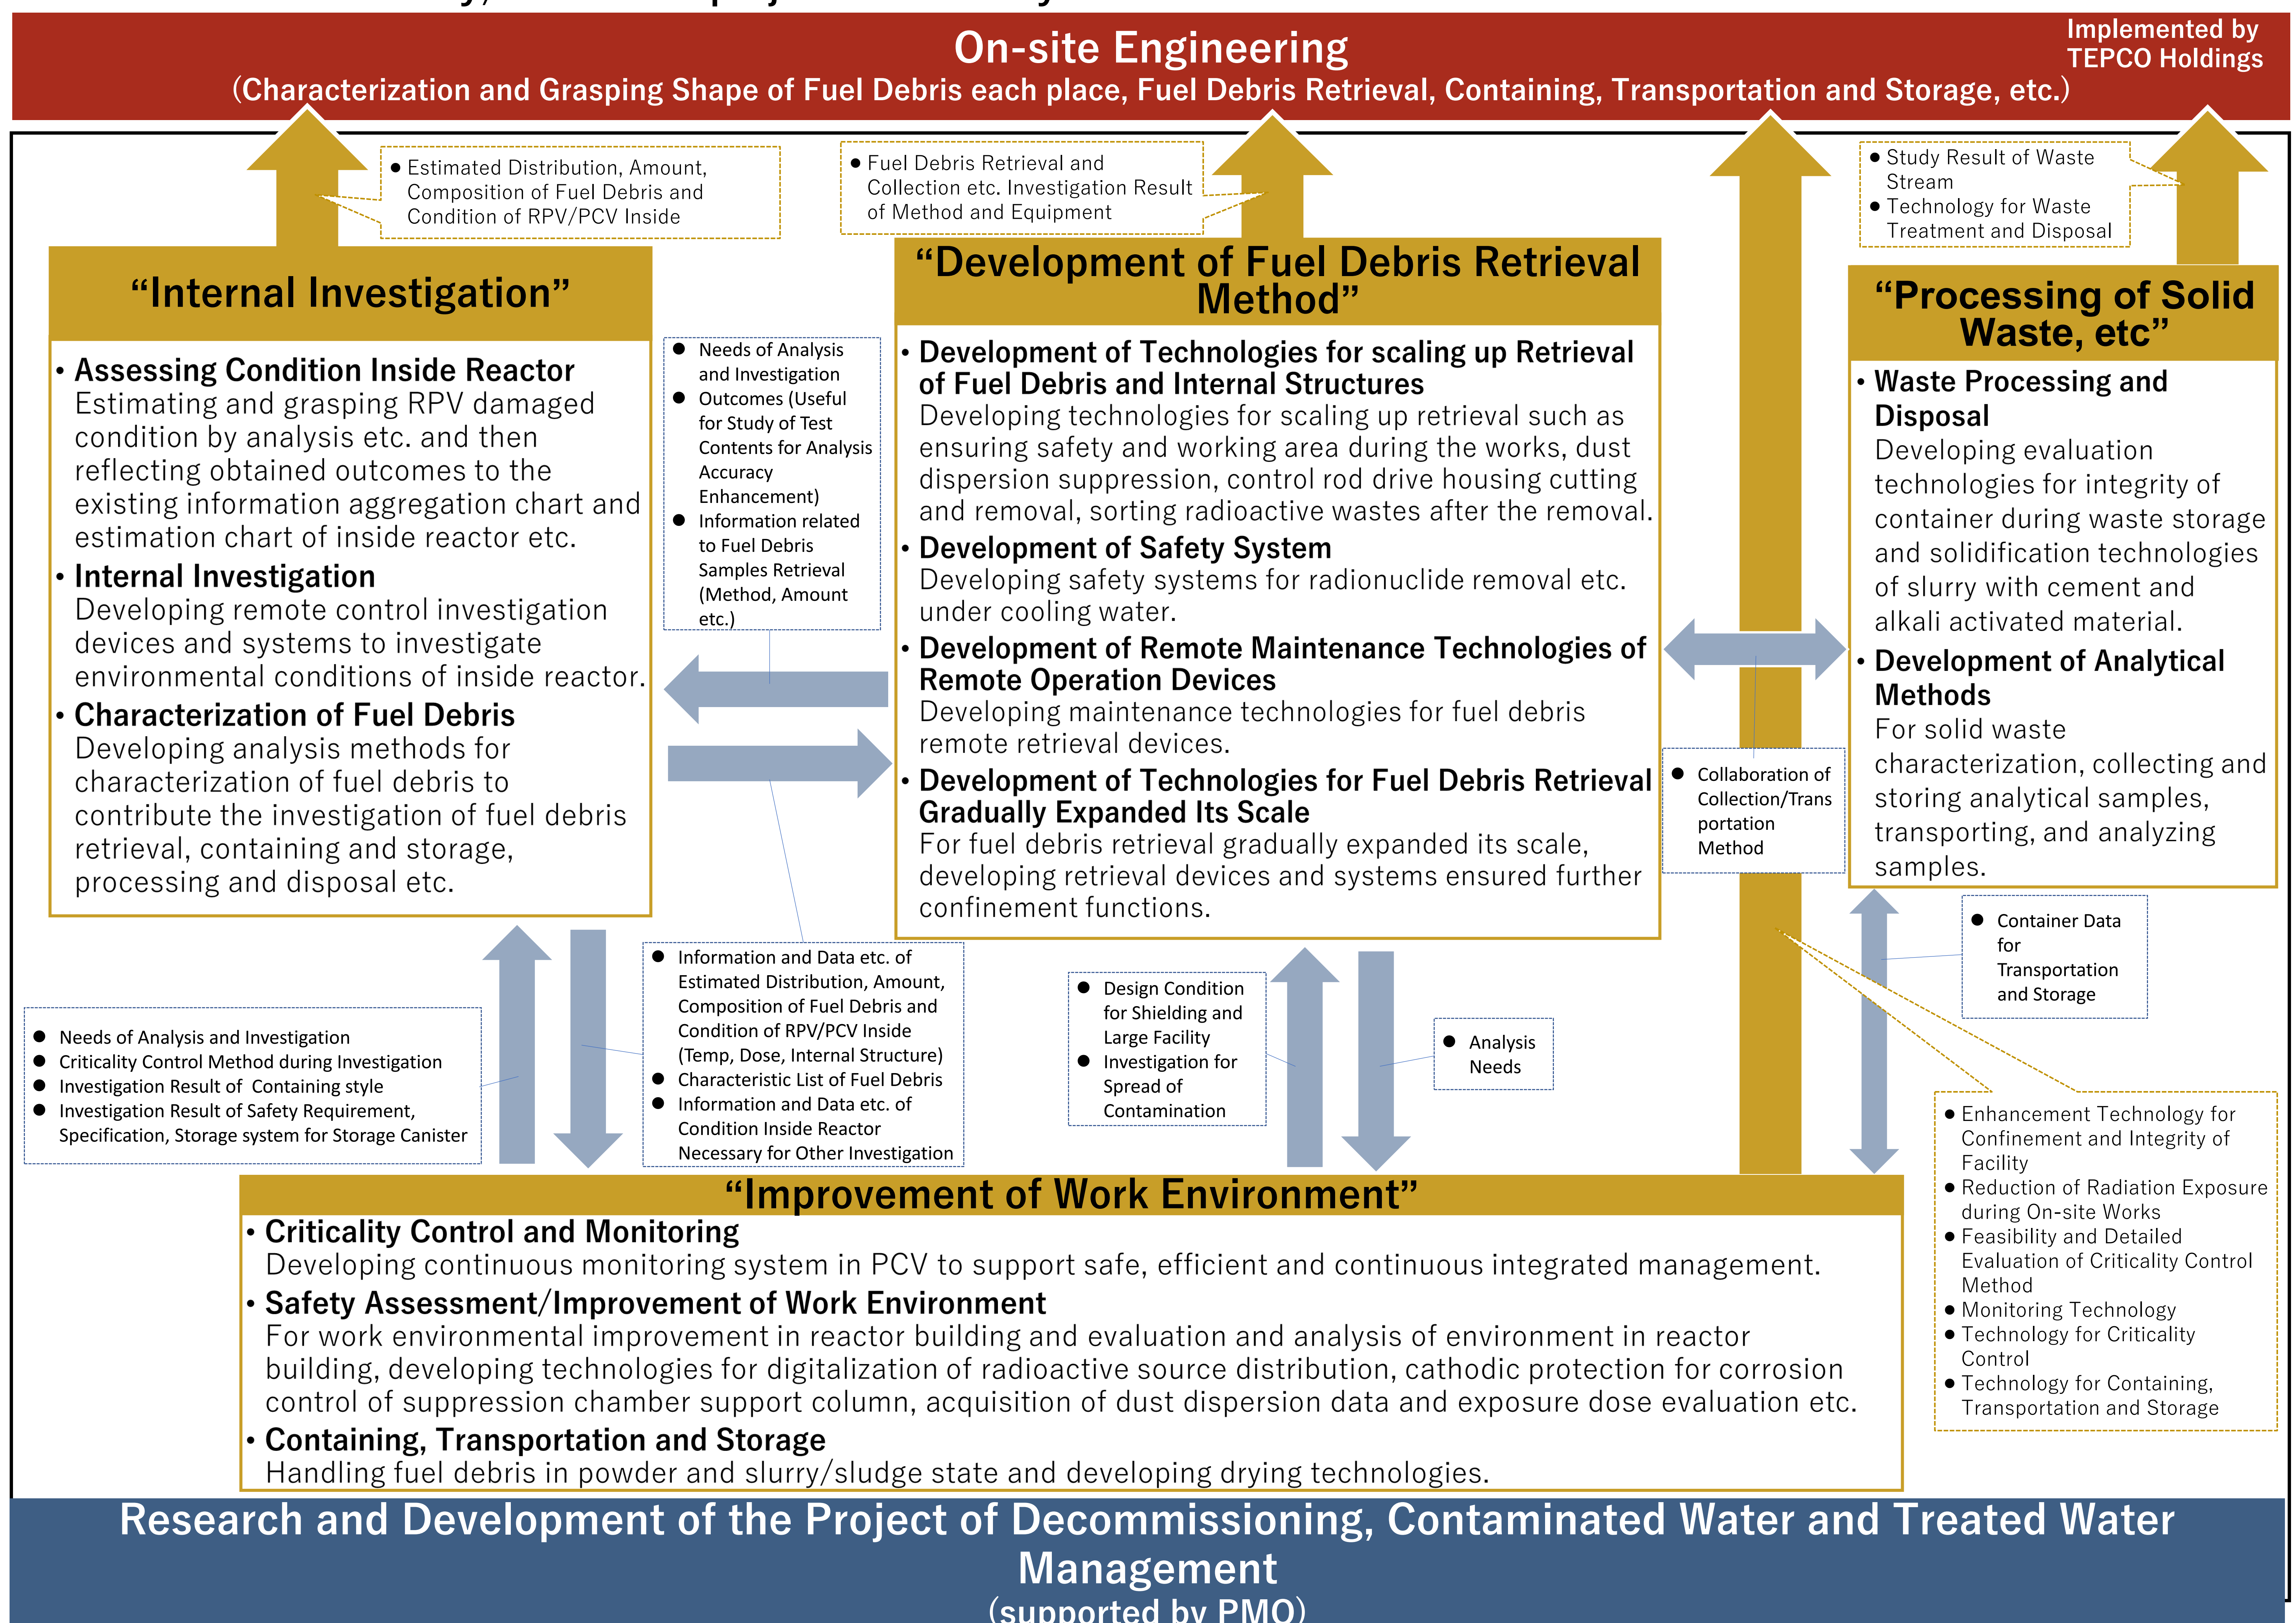 On-site Engineering
Implemented by
TEPCO Holdings
(Characterization and Grasping Shape of Fuel Debris each place, Fuel Debris Retrieval, Containing, Transportation and Storage, etc.)
● Estimated Distribution, Amount,
Composition of Fuel Debris and
Condition of RPV/PCV Inside
● Fuel Debris Retrieval and
Collection etc. Investigation Result
of Method and Equipment
● Study Result of Waste
Stream
● Technology for Waste
Treatment and Disposal
“Internal Investigation”
• Assessing Condition Inside Reactor
Estimating and grasping RPV damaged
condition by analysis etc. and then
reflecting obtained outcomes to the
existing information aggregation chart and
estimation chart of inside reactor etc.
• Internal Investigation
Developing remote control investigation
devices and systems to investigate
environmental conditions of inside reactor.
• Characterization of Fuel Debris
Developing analysis methods for
characterization of fuel debris to
contribute the investigation of fuel debris
retrieval, containing and storage,
processing and disposal etc.
● Needs of Analysis
and Investigation
● Outcomes (Useful
for Study of Test
Contents for Analysis
Accuracy
Enhancement)
● Information related
to Fuel Debris
Samples Retrieval
(Method, Amount
etc.)
“Development of Fuel Debris Retrieval
Method”
• Development of Technologies for scaling up Retrieval
of Fuel Debris and Internal Structures
Developing technologies for scaling up retrieval such as
ensuring safety and working area during the works, dust
dispersion suppression, control rod drive housing cutting
and removal, sorting radioactive wastes after the removal.
• Development of Safety System
Developing safety systems for radionuclide removal etc.
under cooling water.
• Development of Remote Maintenance Technologies of
Remote Operation Devices
Developing maintenance technologies for fuel debris
remote retrieval devices.
• Development of Technologies for Fuel Debris Retrieval
Gradually Expanded Its Scale
For fuel debris retrieval gradually expanded its scale,
developing retrieval devices and systems ensured further
confinement functions.
● Collaboration of
Collection/Trans
portation
Method
“Processing of Solid
Waste, etc”
• Waste Processing and
Disposal
Developing evaluation
technologies for integrity of
container during waste storage
and solidification technologies
of slurry with cement and
alkali activated material.
• Development of Analytical
Methods
For solid waste
characterization, collecting and
storing analytical samples,
transporting, and analyzing
samples.
● Needs of Analysis and Investigation
● Criticality Control Method during Investigation
● Investigation Result of Containing style
● Investigation Result of Safety Requirement,
Specification, Storage system for Storage Canister
● Information and Data etc. of
Estimated Distribution, Amount,
Composition of Fuel Debris and
Condition of RPV/PCV Inside
(Temp, Dose, Internal Structure)
● Characteristic List of Fuel Debris
● Information and Data etc. of
Condition Inside Reactor
Necessary for Other Investigation
● Design Condition
for Shielding and
Large Facility
● Investigation for
Spread of
Contamination
● Analysis
Needs
● Container Data
for
Transportation
and Storage
● Enhancement Technology for
Confinement and Integrity of
Facility
● Reduction of Radiation Exposure
during On-site Works
● Feasibility and Detailed
Evaluation of Criticality Control
Method
● Monitoring Technology
● Technology for Criticality
Control
● Technology for Containing,
Transportation and Storage
“Improvement of Work Environment”
• Criticality Control and Monitoring
Developing continuous monitoring system in PCV to support safe, efficient and continuous integrated management.
• Safety Assessment/Improvement of Work Environment
For work environmental improvement in reactor building and evaluation and analysis of environment in reactor
building, developing technologies for digitalization of radioactive source distribution, cathodic protection for corrosion
control of suppression chamber support column, acquisition of dust dispersion data and exposure dose evaluation etc.
• Containing, Transportation and Storage
Handling fuel debris in powder and slurry/sludge state and developing drying technologies.
Research and Development of the Project of Decommissioning, Contaminated Water and Treated Water
Management
(supported by PMO)